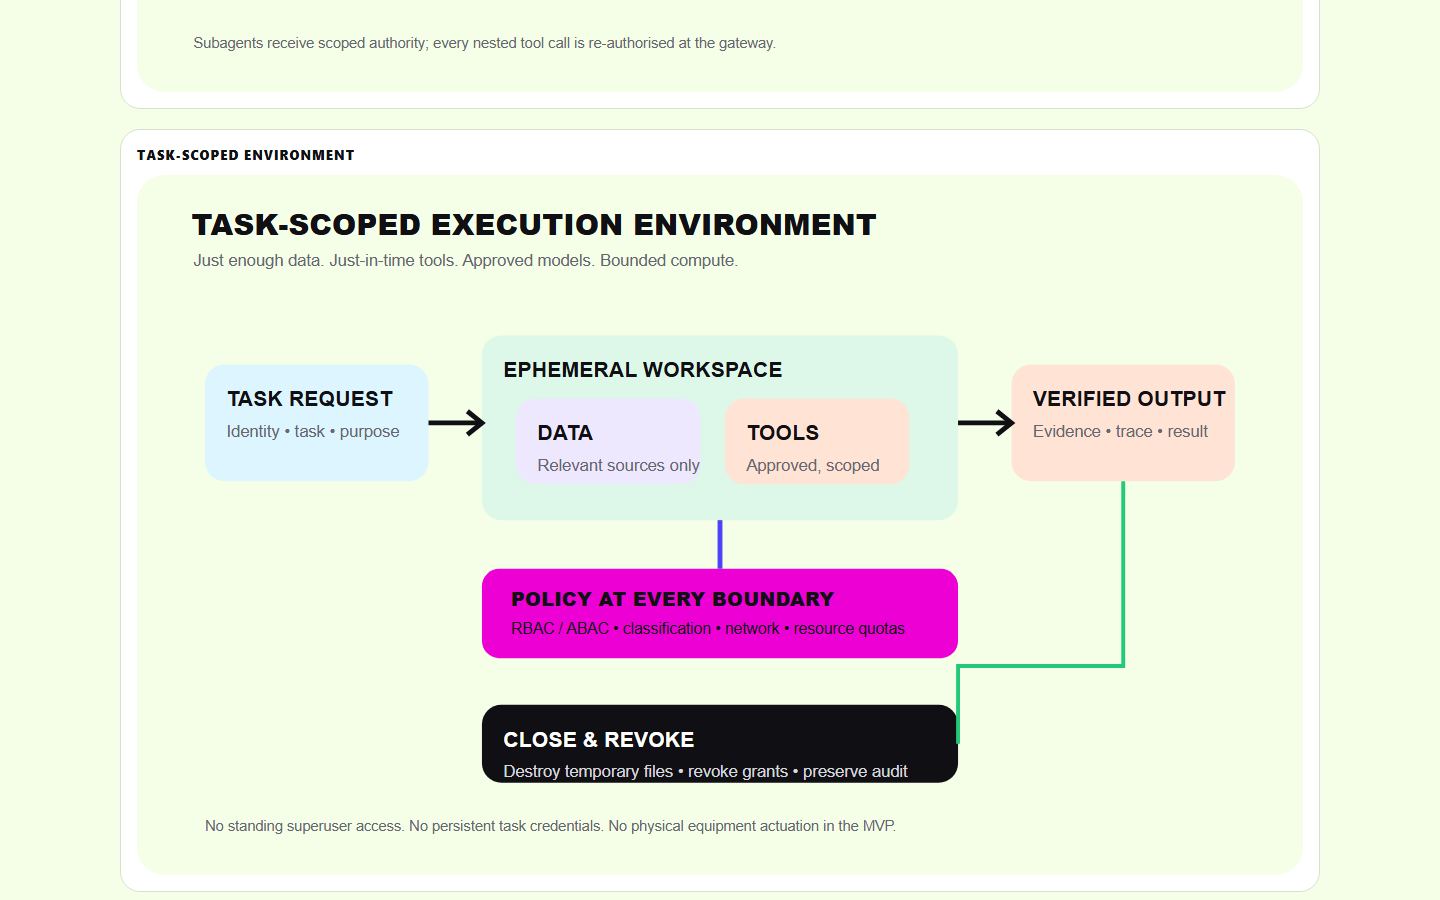 Subagents receive scoped authority; every nested tool call is re-authorised at the gateway.
TASK-SCOPED ENVIRONMENT
TASK-SCOPED EXECUTION ENVIRONMENT
Just enough data. Just-in-time tools. Approved models. Bounded compute.
TASK REQUEST
Identity • task • purpose
EPHEMERAL WORKSPACE
DATA
Relevant sources only
TOOLS
Approved, scoped
VERIFIED OUTPUT
Evidence • trace • result
POLICY AT EVERY BOUNDARY
RBAC / ABAC • classification • network • resource quotas
CLOSE & REVOKE
Destroy temporary files • revoke grants • preserve audit
No standing superuser access. No persistent task credentials. No physical equipment actuation in the MVP.